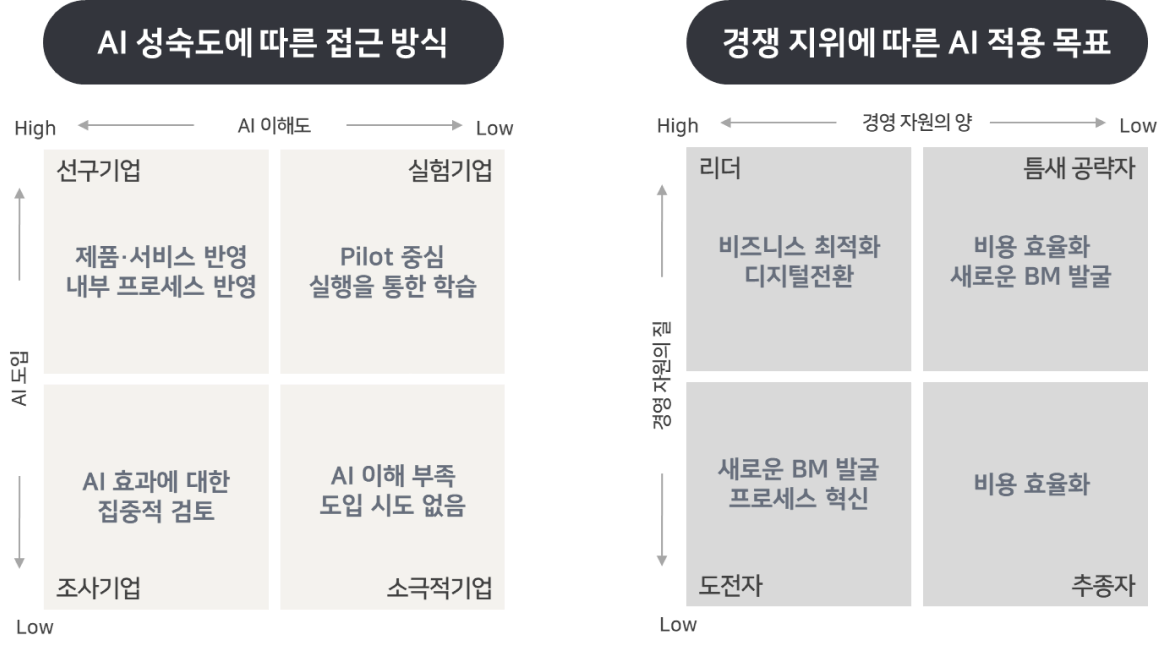 AI 성숙도에 따른 접근 방식
High
AI 이해도
Low
AI 도입
선구기업
제품·서비스 반영
내부 프로세스 반영
실험기업
Pilot 중심
실행을 통한 학습
AI 효과에 대한
집중적 검토
조사기업
AI 이해 부족
도입 시도 없음
소극적기업
Low
경쟁 지위에 따른 AI 적용 목표
High
경영 자원의 양
Low
경영 자원의 질
리더
비즈니스 최적화
디지털전환
틈새 공략자
비용 효율화
새로운 BM 발굴
새로운 BM 발굴
프로세스 혁신
도전자
비용 효율화
추종자
Low